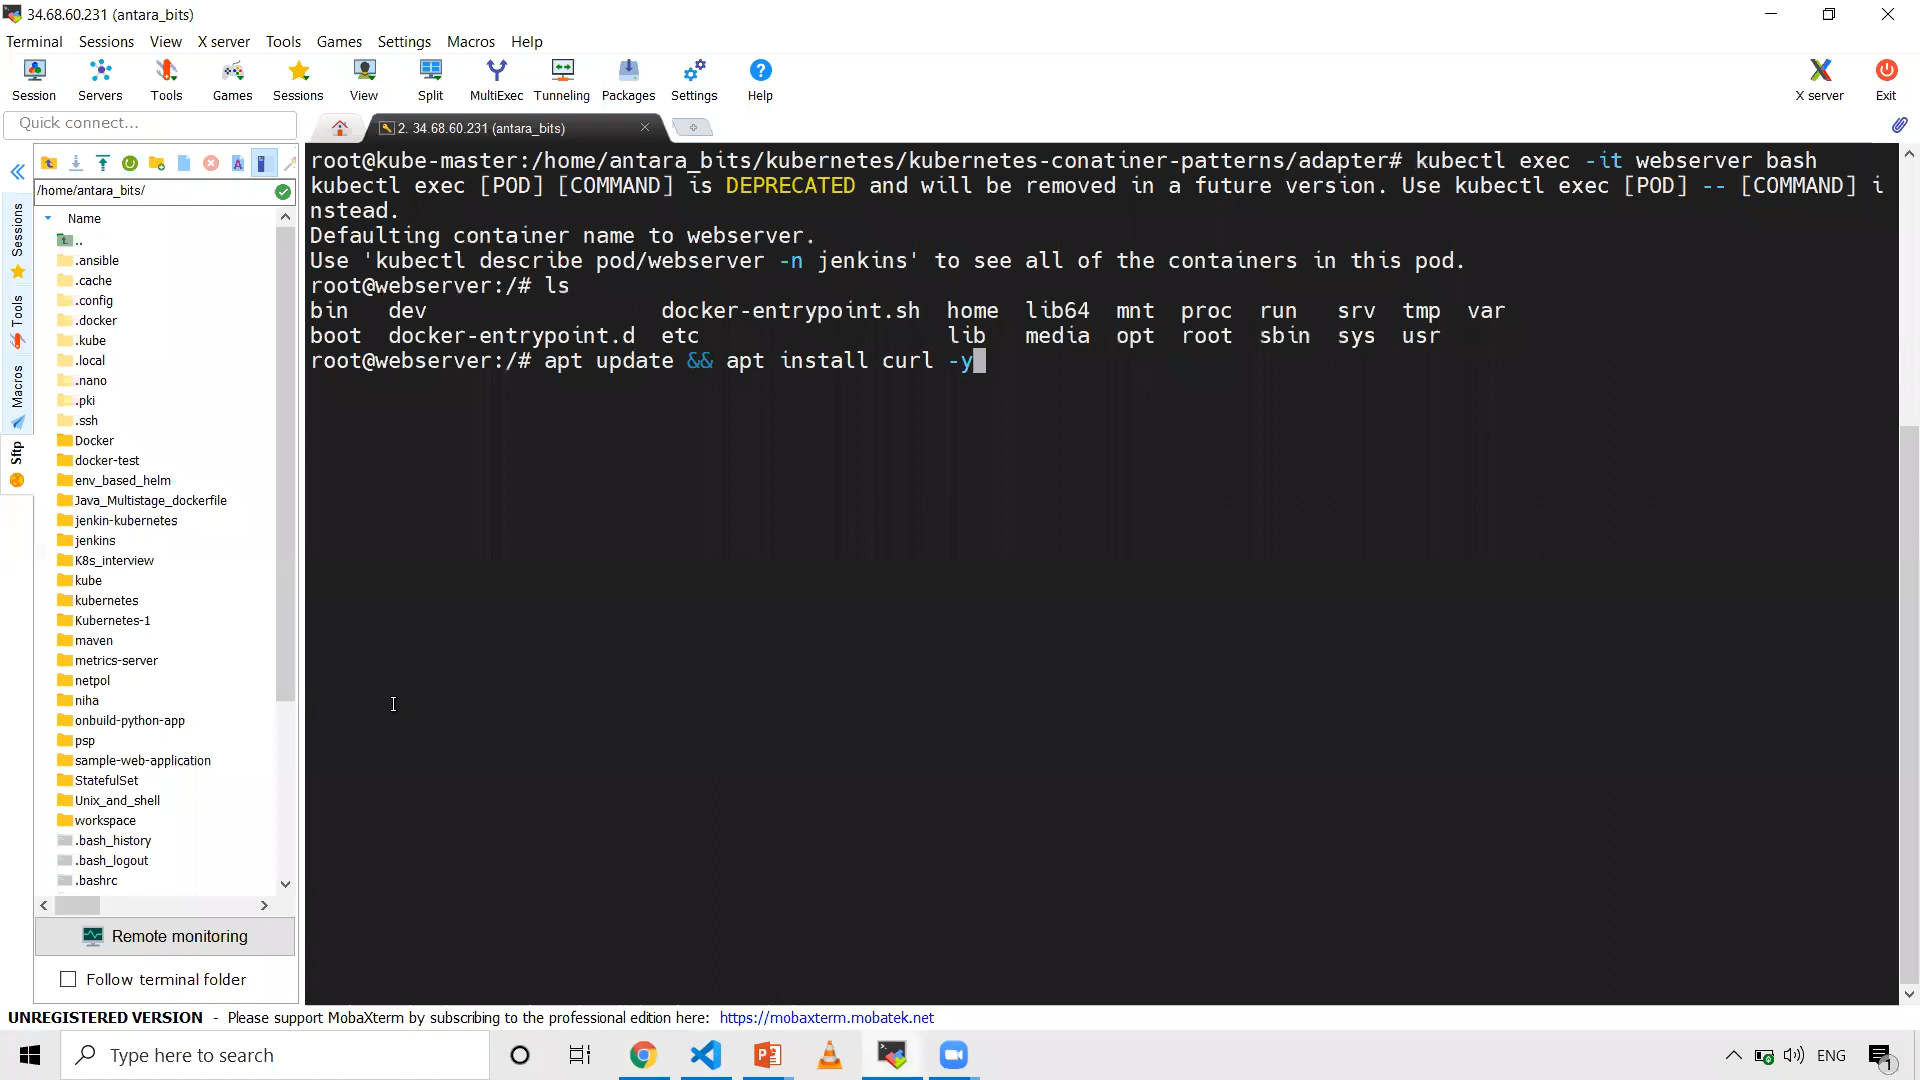 34.68.60.231 (antara_bits)
Terminal Sessions View X server Tools Games Settings Macros Help
Session Servers Tools Games Sessions View Split MultiExec Tunneling Packages Settings Help X server Exit
Quick connect...
2. 34.68.60.231 (antara_bits)
/home/antara_bits/
Name
..
.ansible
.cache
.config
.docker
.kube
.local
.nano
.pki
.ssh
Docker
docker-test
env_based_helm
Java_Multistage_dockerfile
jenkin-kubernetes
jenkins
K8s_interview
kube
kubernetes
Kubernetes-1
maven
metrics-server
netpol
niha
onbuild-python-app
psp
sample-web-application
StatefulSet
Unix_and_shell
workspace
.bash_history
.bash_logout
.bashrc
Sessions
Tools
Macros
Sftp
Remote monitoring
Follow terminal folder
root@kube-master:/home/antara_bits/kubernetes/kubernetes-conatiner-patterns/adapter# kubectl exec -it webserver bash
kubectl exec [POD] [COMMAND] is DEPRECATED and will be removed in a future version. Use kubectl exec [POD] -- [COMMAND] i
nstead.
Defaulting container name to webserver.
Use 'kubectl describe pod/webserver -n jenkins' to see all of the containers in this pod.
root@webserver:/# ls
bin dev docker-entrypoint.sh home lib64 mnt proc run srv tmp var
boot docker-entrypoint.d etc lib media opt root sbin sys usr
root@webserver:/# apt update && apt install curl -y
UNREGISTERED VERSION - Please support MobaXterm by subscribing to the professional edition here: https://mobaxterm.mobatek.net
Type here to search
ENG
1